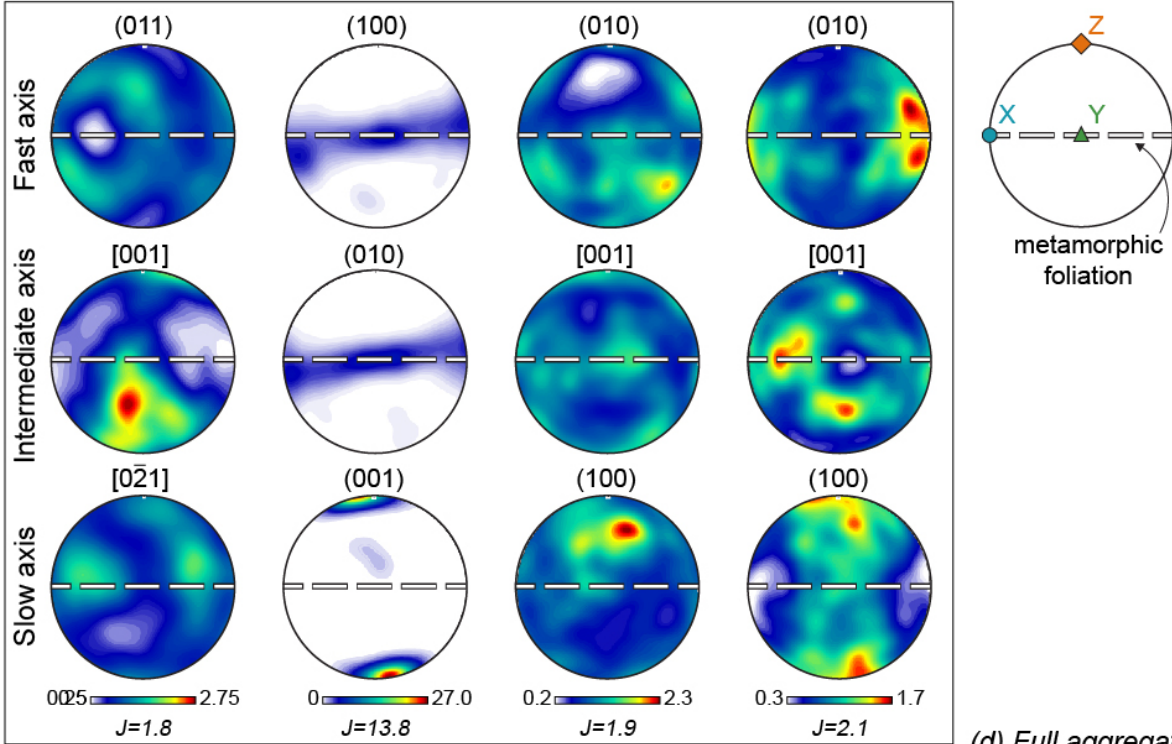 (011) (100) (010) (010)
Fast axis
[001] (010) [001] [001]
Intermediate axis
[02̄1] (001) (100) (100)
Slow axis
2.75 0 27.0 0.2 2.3 0.3 1.7
J=1.8 J=13.8 J=1.9 J=2.1
Z
X Y
metamorphic
foliation
(d) Full aggrega